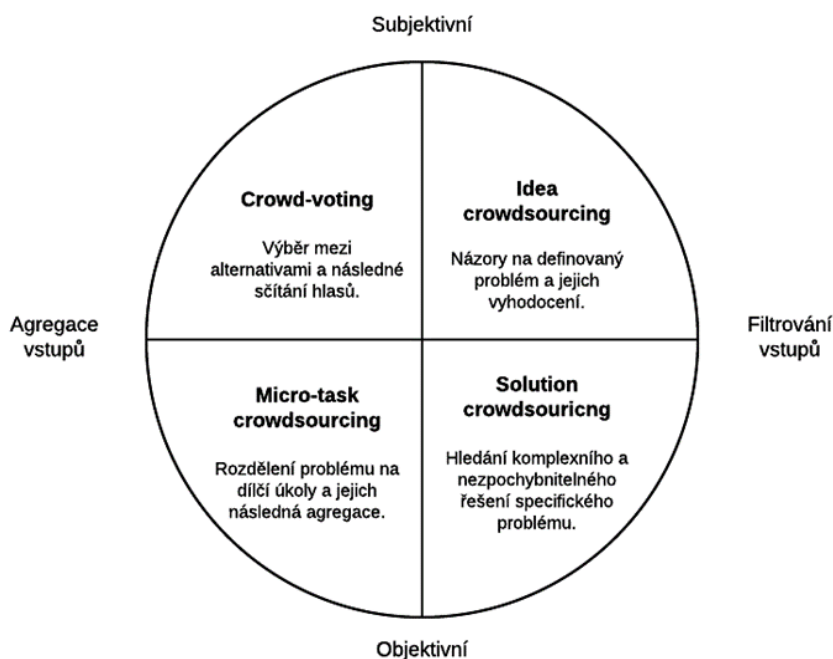 Subjektivní
Crowd-voting
Výběr mezi
alternativami a následné
sčítání hlasů.
Idea
crowdsourcing
Názory na definovaný
problém a jejich
vyhodocení.
Agregace
vstupů
Filtrování
vstupů
Micro-task
crowdsourcing
Rozdělení problému na
dílčí úkoly a jejich
následná agregace.
Solution
crowdsouricng
Hledání komplexního a
nezpochybnitelného
řešení specifického
problému.
Objektivní